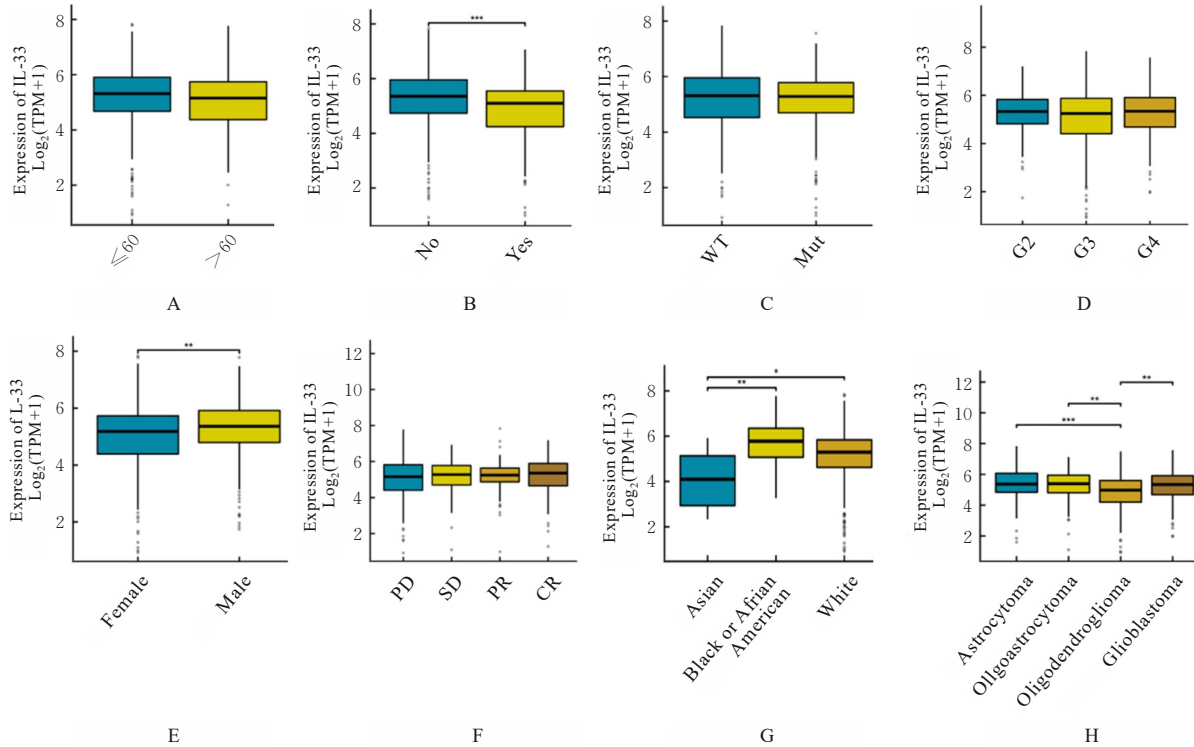 Expression of IL-33
Log₂(TPM+1)
8
6
4
2
≤60
>60
A
Expression of IL-33
Log₂(TPM+1)
8
6
4
2
***
No
Yes
B
Expression of IL-33
Log₂(TPM+1)
8
6
4
2
WT
Mut
C
Expression of IL-33
Log₂(TPM+1)
8
6
4
2
G2
G3
G4
D
Expression of L-33
Log₂(TPM+1)
8
6
4
2
**
Female
Male
E
Expression of IL-33
Log₂(TPM+1)
12
10
8
6
4
2
PD
SD
PR
CR
F
Expression of IL-33
Log₂(TPM+1)
8
6
4
2
*
**
Asian
Black or Afrian
American
White
G
Expression of IL-33
Log₂(TPM+1)
12
10
8
6
4
2
**
**
***
Astrocytoma
Ollgoastrocytoma
Oligodendroglioma
Glioblastoma
H